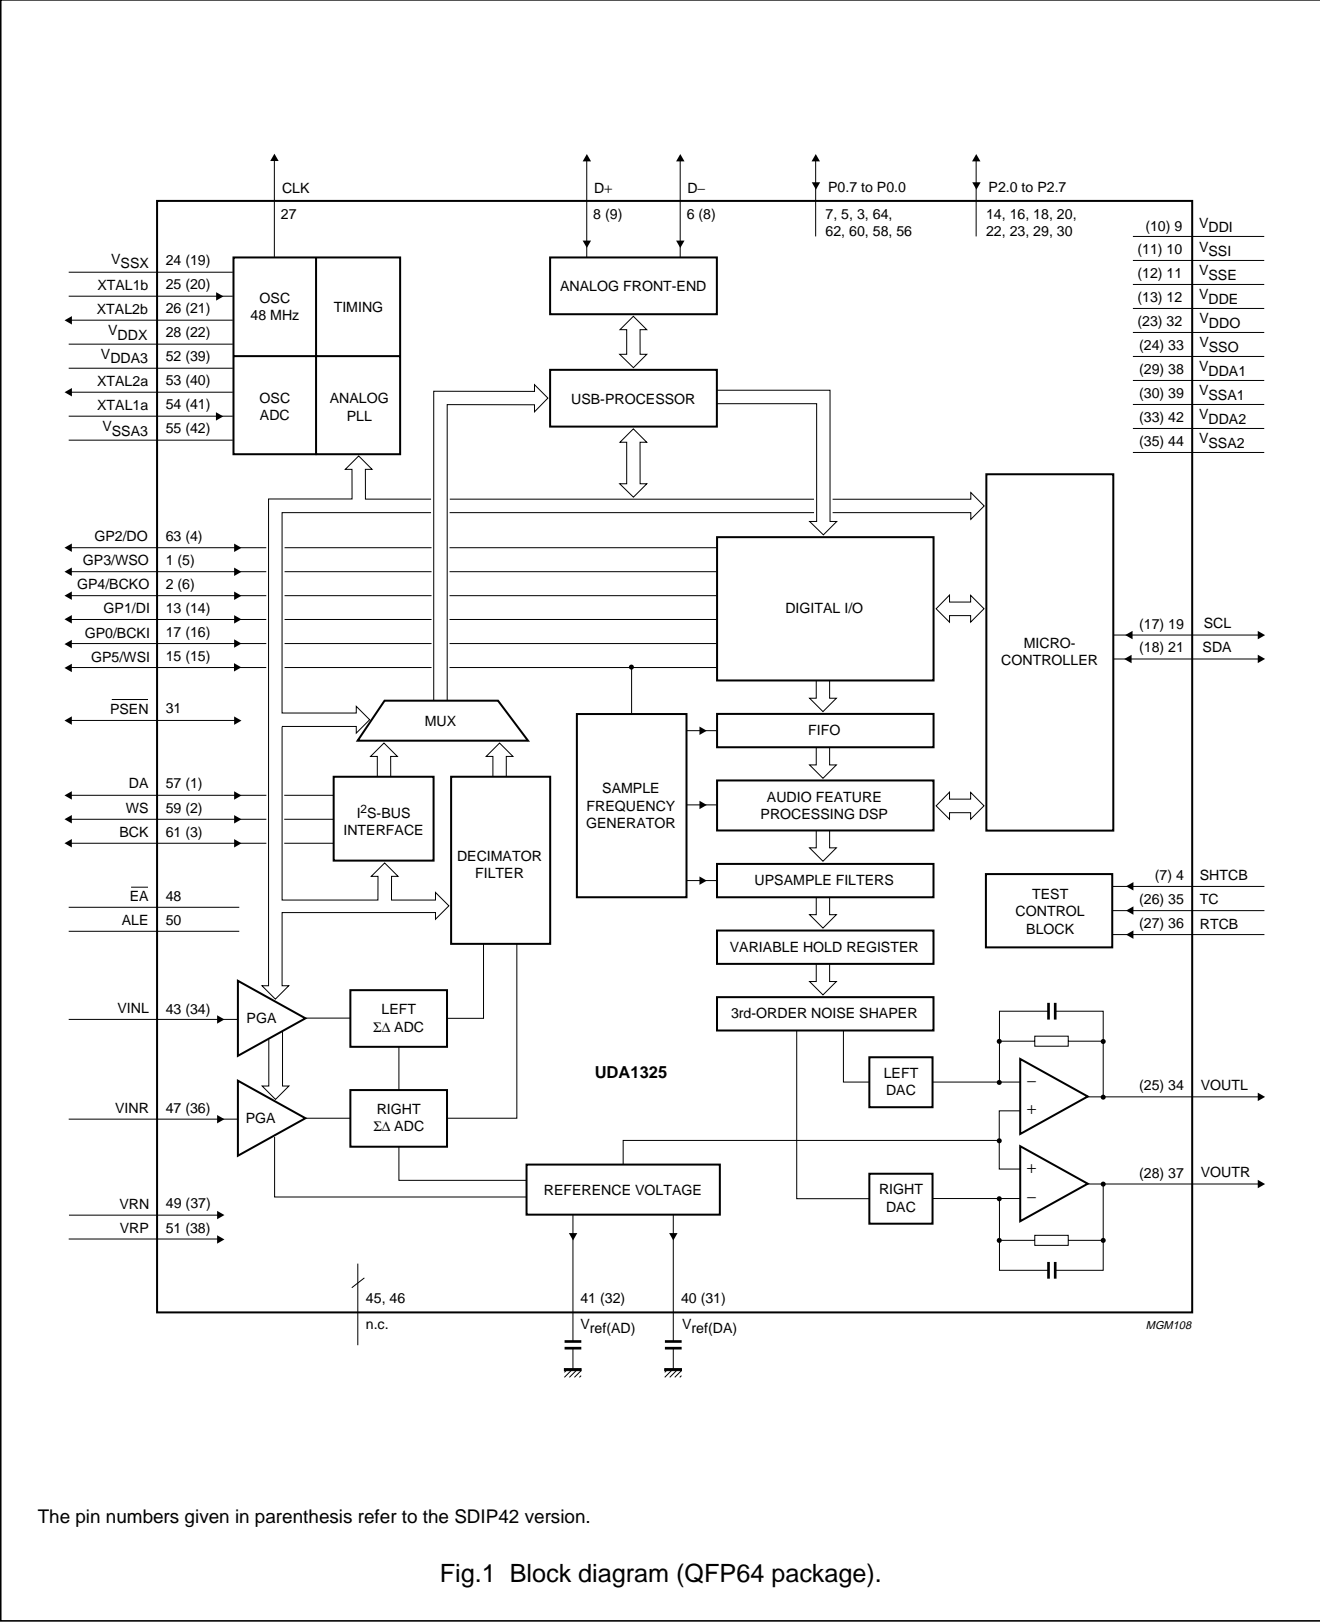 CLK
D+
D−
P0.7 to P0.0
P2.0 to P2.7
27
8 (9)
6 (8)
7, 5, 3, 64,
62, 60, 58, 56
14, 16, 18, 20,
22, 23, 29, 30
(10) 9 VDDI
(11) 10 VSSI
(12) 11 VSSE
(13) 12 VDDE
(23) 32 VDDO
(24) 33 VSSO
(29) 38 VDDA1
(30) 39 VSSA1
(33) 42 VDDA2
(35) 44 VSSA2
VSSX 24 (19)
XTAL1b 25 (20)
XTAL2b 26 (21)
VDDX 28 (22)
VDDA3 52 (39)
XTAL2a 53 (40)
XTAL1a 54 (41)
VSSA3 55 (42)
OSC
48 MHz
TIMING
OSC
ADC
ANALOG
PLL
ANALOG FRONT-END
USB-PROCESSOR
GP2/DO 63 (4)
GP3/WSO 1 (5)
GP4/BCKO 2 (6)
GP1/DI 13 (14)
GP0/BCKI 17 (16)
GP5/WSI 15 (15)
DIGITAL I/O
MICRO-
CONTROLLER
(17) 19 SCL
(18) 21 SDA
PSEN 31
MUX
FIFO
DA 57 (1)
WS 59 (2)
BCK 61 (3)
I2S-BUS
INTERFACE
DECIMATOR
FILTER
SAMPLE
FREQUENCY
GENERATOR
AUDIO FEATURE
PROCESSING DSP
UPSAMPLE FILTERS
VARIABLE HOLD REGISTER
3rd-ORDER NOISE SHAPER
EA 48
ALE 50
TEST
CONTROL
BLOCK
(7) 4 SHTCB
(26) 35 TC
(27) 36 RTCB
VINL 43 (34)
PGA
LEFT
ΣΔ ADC
UDA1325
LEFT
DAC
−
+
(25) 34 VOUTL
VINR 47 (36)
PGA
RIGHT
ΣΔ ADC
REFERENCE VOLTAGE
RIGHT
DAC
+
−
(28) 37 VOUTR
VRN 49 (37)
VRP 51 (38)
45, 46
n.c.
41 (32)
Vref(AD)
40 (31)
Vref(DA)
MGM108
The pin numbers given in parenthesis refer to the SDIP42 version.
Fig.1 Block diagram (QFP64 package).